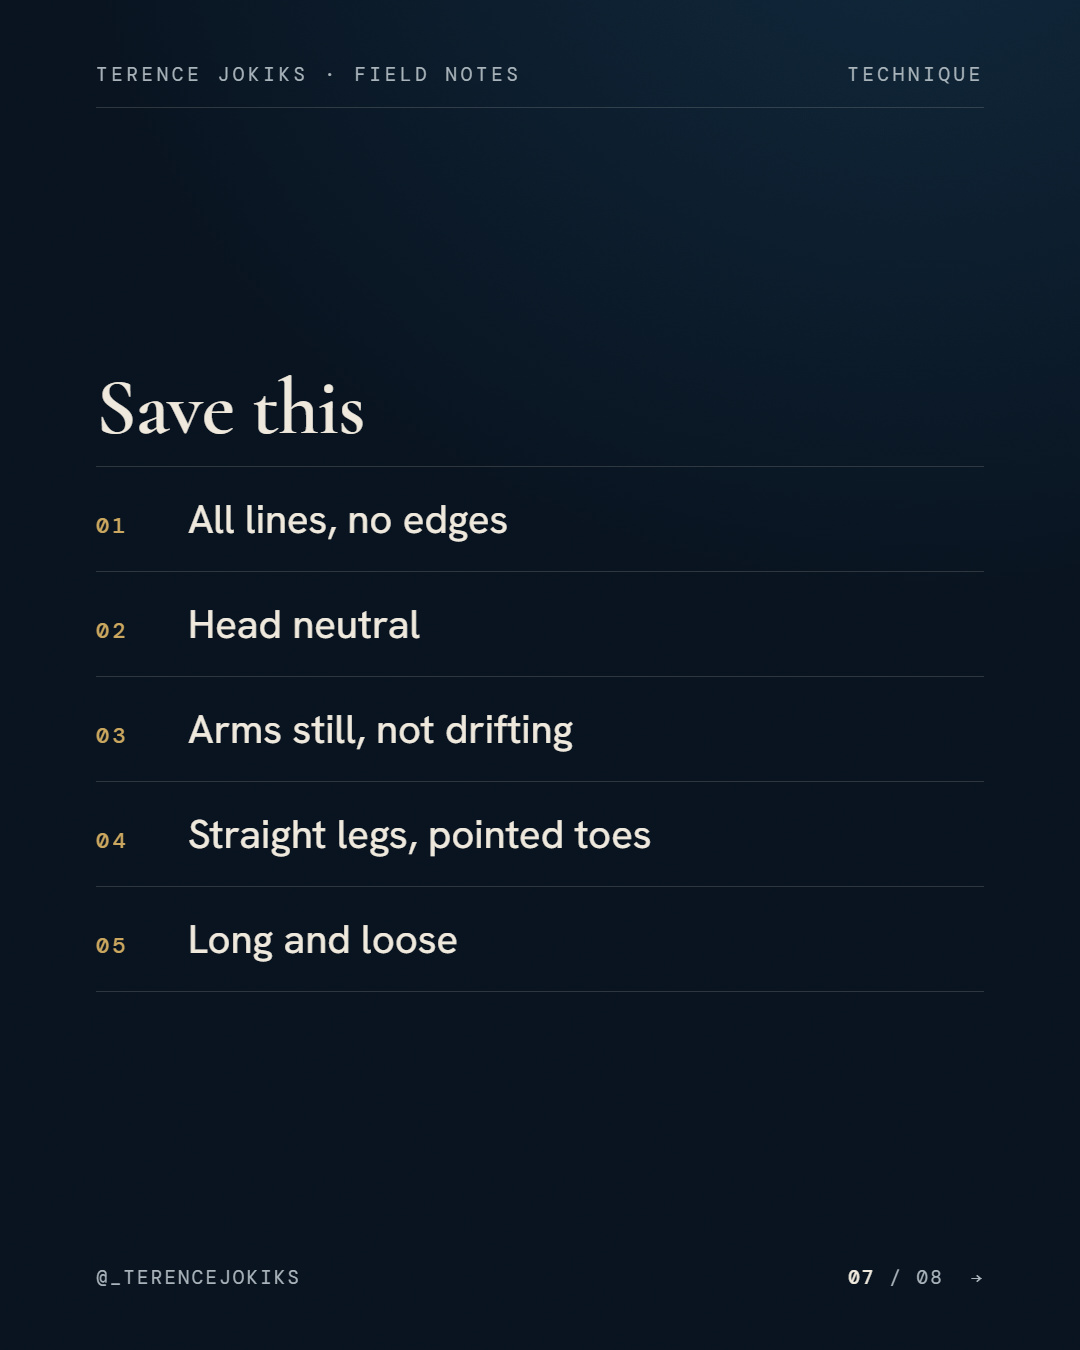 TERENCE JOKIKS · FIELD NOTES
TECHNIQUE
Save this
01 All lines, no edges
02 Head neutral
03 Arms still, not drifting
04 Straight legs, pointed toes
05 Long and loose
@_TERENCEJOKIKS
07 / 08 →